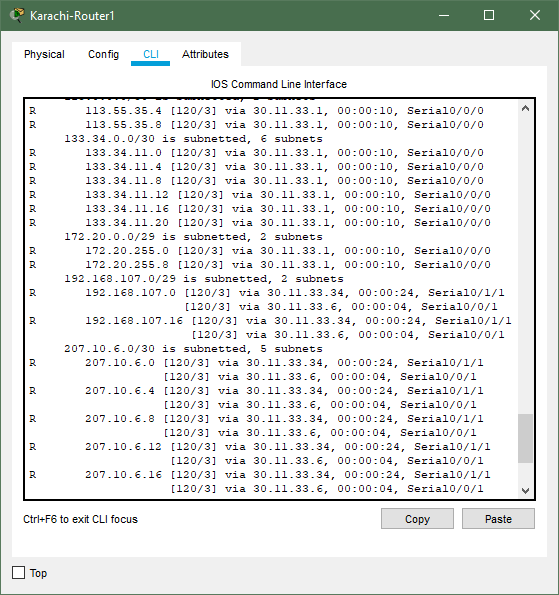 Karachi-Router1
Physical Config CLI Attributes
IOS Command Line Interface
is subnetted, subnets
R 113.55.35.4 [120/3] via 30.11.33.1, 00:00:10, Serial0/0/0
R 113.55.35.8 [120/3] via 30.11.33.1, 00:00:10, Serial0/0/0
133.34.0.0/30 is subnetted, 6 subnets
R 133.34.11.0 [120/3] via 30.11.33.1, 00:00:10, Serial0/0/0
R 133.34.11.4 [120/3] via 30.11.33.1, 00:00:10, Serial0/0/0
R 133.34.11.8 [120/3] via 30.11.33.1, 00:00:10, Serial0/0/0
R 133.34.11.12 [120/3] via 30.11.33.1, 00:00:10, Serial0/0/0
R 133.34.11.16 [120/3] via 30.11.33.1, 00:00:10, Serial0/0/0
R 133.34.11.20 [120/3] via 30.11.33.1, 00:00:10, Serial0/0/0
172.20.0.0/29 is subnetted, 2 subnets
R 172.20.255.0 [120/3] via 30.11.33.1, 00:00:10, Serial0/0/0
R 172.20.255.8 [120/3] via 30.11.33.1, 00:00:10, Serial0/0/0
192.168.107.0/29 is subnetted, 2 subnets
R 192.168.107.0 [120/3] via 30.11.33.34, 00:00:24, Serial0/1/1
[120/3] via 30.11.33.6, 00:00:04, Serial0/0/1
R 192.168.107.16 [120/3] via 30.11.33.34, 00:00:24, Serial0/1/1
[120/3] via 30.11.33.6, 00:00:04, Serial0/0/1
207.10.6.0/30 is subnetted, 5 subnets
R 207.10.6.0 [120/3] via 30.11.33.34, 00:00:24, Serial0/1/1
[120/3] via 30.11.33.6, 00:00:04, Serial0/0/1
R 207.10.6.4 [120/3] via 30.11.33.34, 00:00:24, Serial0/1/1
[120/3] via 30.11.33.6, 00:00:04, Serial0/0/1
R 207.10.6.8 [120/3] via 30.11.33.34, 00:00:24, Serial0/1/1
[120/3] via 30.11.33.6, 00:00:04, Serial0/0/1
R 207.10.6.12 [120/3] via 30.11.33.34, 00:00:24, Serial0/1/1
[120/3] via 30.11.33.6, 00:00:04, Serial0/0/1
R 207.10.6.16 [120/3] via 30.11.33.34, 00:00:24, Serial0/1/1
[120/3] via 30.11.33.6, 00:00:04, Serial0/0/1
Ctrl+F6 to exit CLI focus Copy Paste
Top